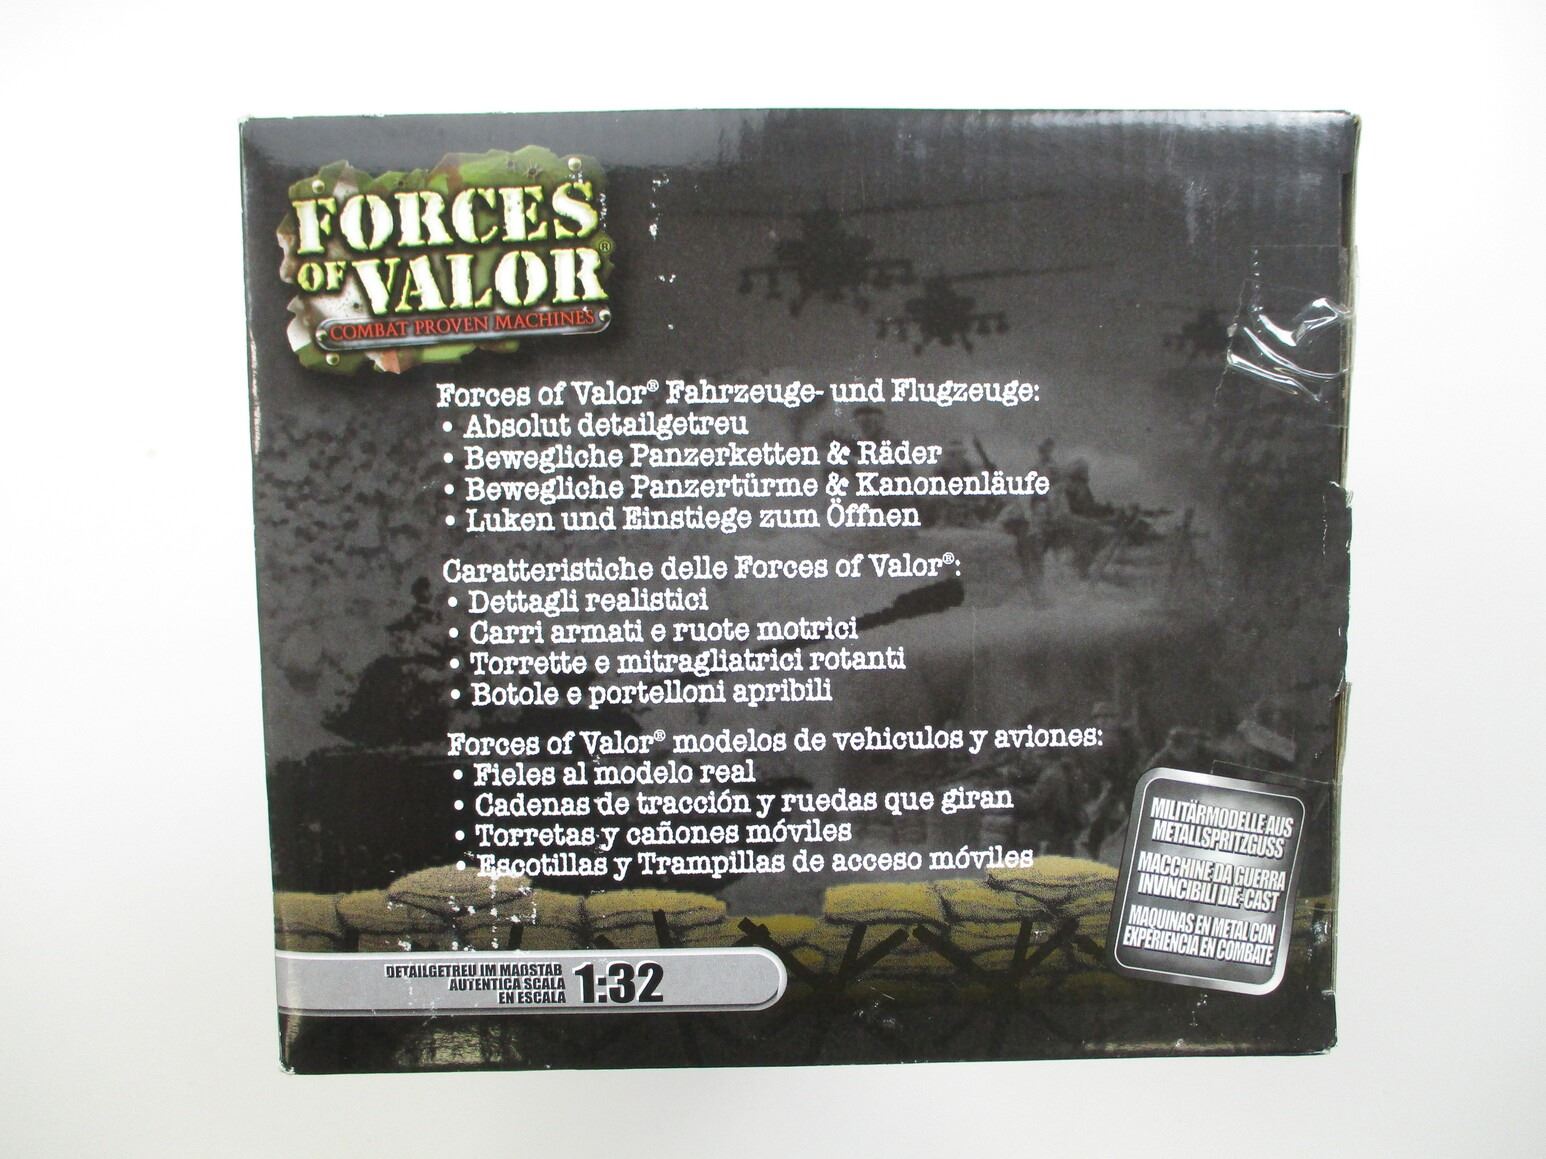 FORCES
OF VALOR®
COMBAT PROVEN MACHINES
Forces of Valor® Fahrzeuge- und Flugzeuge:
• Absolut detailgetreu
• Bewegliche Panzerketten & Räder
• Bewegliche Panzertürme & Kanonenläufe
• Luken und Einstiege zum Öffnen
Caratteristiche delle Forces of Valor®:
• Dettagli realistici
• Carri armati e ruote motrici
• Torrette e mitragliatrici rotanti
• Botole e portelloni apribili
Forces of Valor® modelos de vehiculos y aviones:
• Fieles al modelo real
• Cadenas de tracción y ruedas que giran
• Torretas y cañones móviles
• Escotillas y Trampillas de acceso móviles
MILITÄRMODELLE AUS
METALLSPRITZGUSS
MACCHINE DA GUERRA
INVINCIBILI DIE-CAST
MAQUINAS EN METAL CON
EXPERIENCIA EN COMBATE
DETAILGETREU IM MAßSTAB
AUTENTICA SCALA
EN ESCALA
1:32